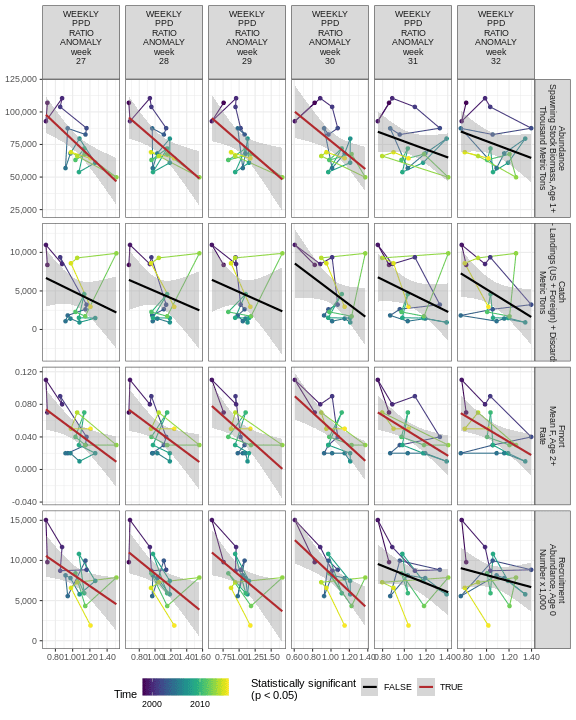 WEEKLY PPD RATIO ANOMALY week 27
WEEKLY PPD RATIO ANOMALY week 28
WEEKLY PPD RATIO ANOMALY week 29
WEEKLY PPD RATIO ANOMALY week 30
WEEKLY PPD RATIO ANOMALY week 31
WEEKLY PPD RATIO ANOMALY week 32
125,000
100,000
75,000
50,000
25,000
Abundance
Spawning Stock Biomass, Age 1+
Thousand Metric Tons
10,000
5,000
0
Catch
- Landings (US + Foreign) + Discard
Metric Tons
0.120
0.080
0.040
0.000
-0.040
Fmort
Mean F, Age 2+
Rate
15,000
10,000
5,000
0
Recruitment
Abundance, Age 0
Number x 1,000
0.80 1.00 1.20 1.40
0.80 1.00 1.20 1.40 1.60
0.75 1.00 1.25 1.50
0.60 0.80 1.00 1.20 1.40
0.80 1.00 1.20 1.40
0.80 1.00 1.20 1.40
Time
2000 2010
Statistically significant
(p < 0.05)
FALSE TRUE